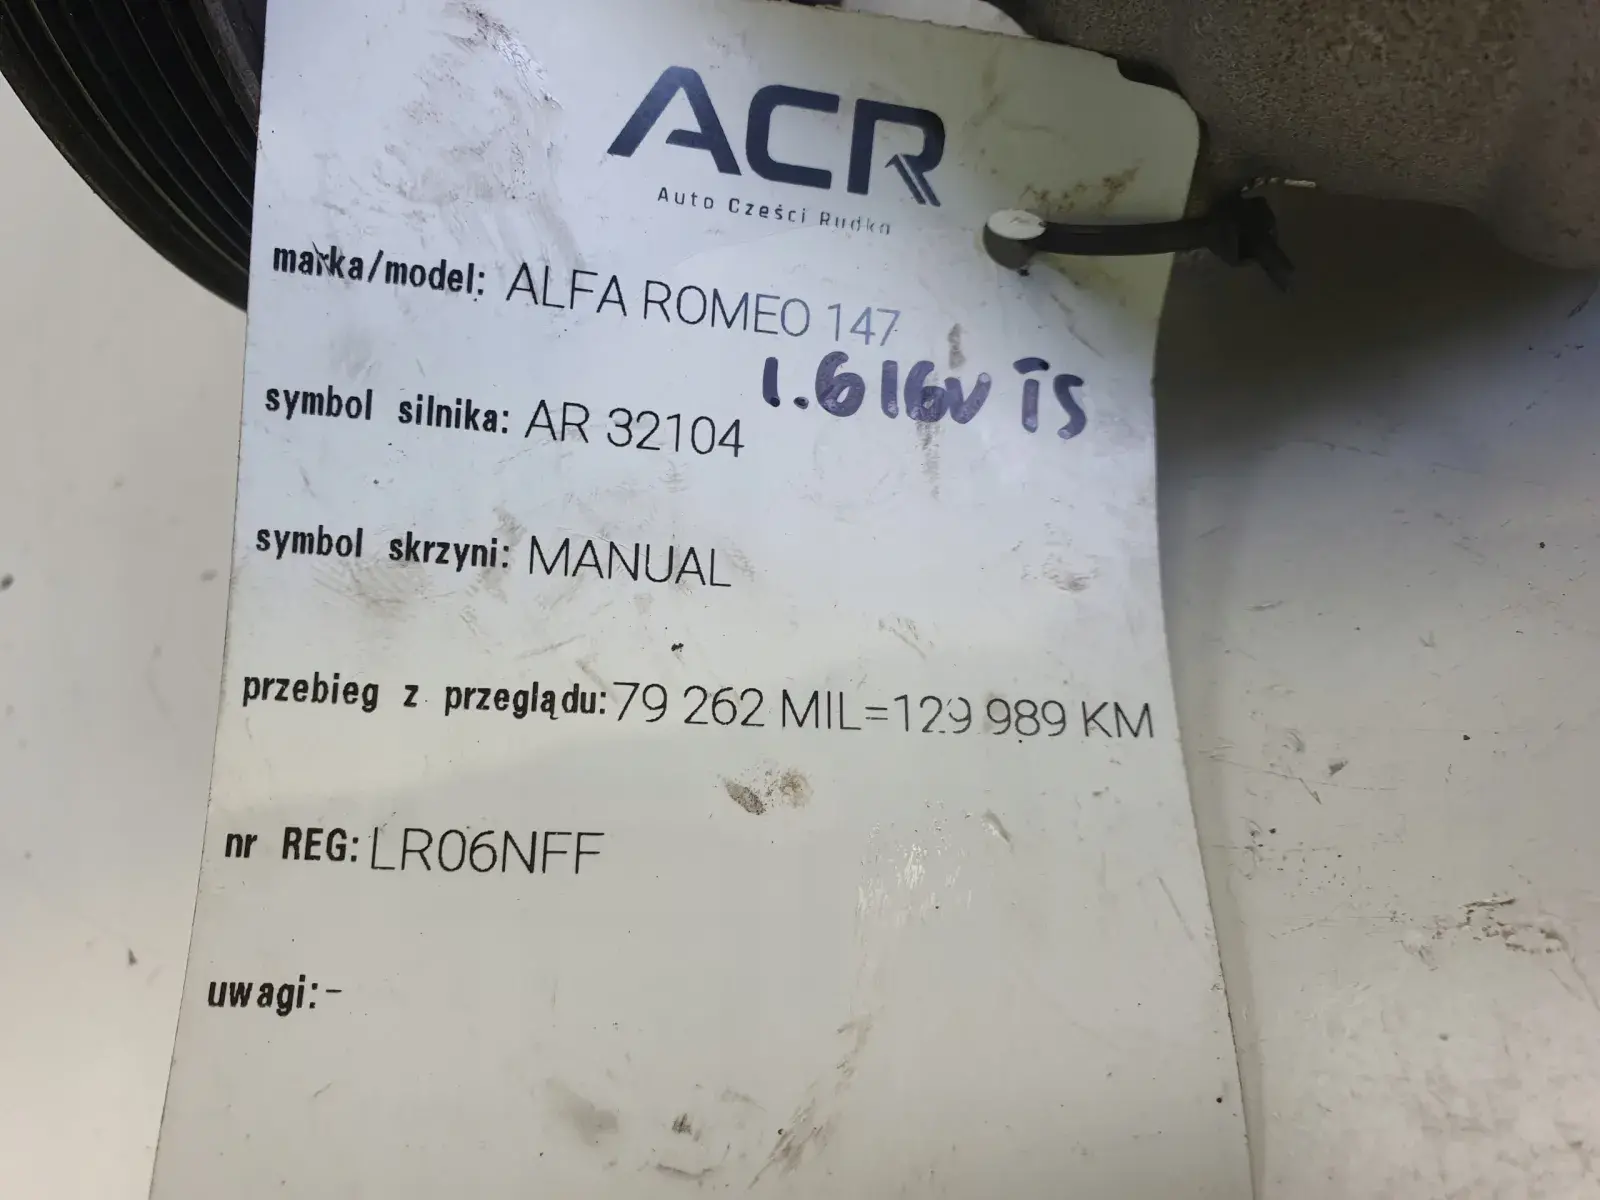 ACR
Auto Części Rudka
marka/model: ALFA ROMEO 147
1.6 16v TS
symbol silnika: AR 32104
symbol skrzyni: MANUAL
przebieg z przeglądu: 79 262 MIL=129 989 KM
nr REG: LR06NFF
uwagi: -